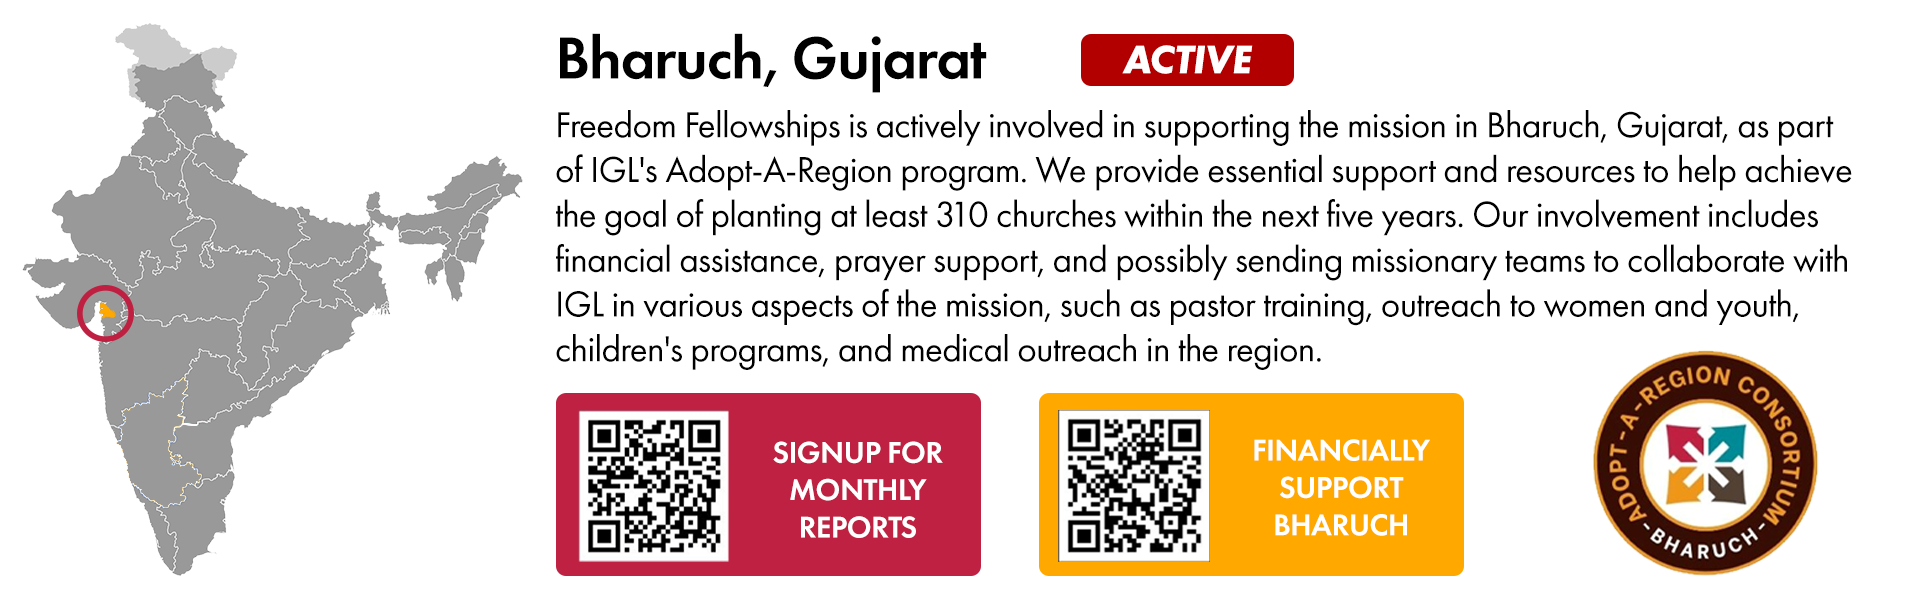 Bharuch, Gujarat
ACTIVE
Freedom Fellowships is actively involved in supporting the mission in Bharuch, Gujarat, as part
of IGL's Adopt-A-Region program. We provide essential support and resources to help achieve
the goal of planting at least 310 churches within the next five years. Our involvement includes
financial assistance, prayer support, and possibly sending missionary teams to collaborate with
IGL in various aspects of the mission, such as pastor training, outreach to women and youth,
children's programs, and medical outreach in the region.
SIGNUP FOR
MONTHLY
REPORTS
FINANCIALLY
SUPPORT
BHARUCH
ADOPT-A-REGION CONSORTIUM
-BHARUCH-